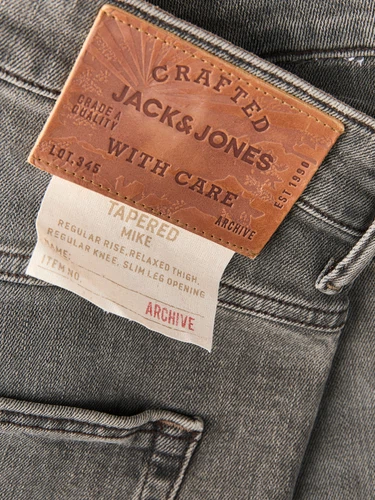 CRAFTED
JACK&JONES
GRADE A
QUALITY
WITH CARE
LOT.945
EST 1990
ARCHIVE
TAPERED
MIKE
REGULAR RISE. RELAXED THIGH.
REGULAR KNEE. SLIM LEG OPENING
NAME:
ITEM NO
ARCHIVE